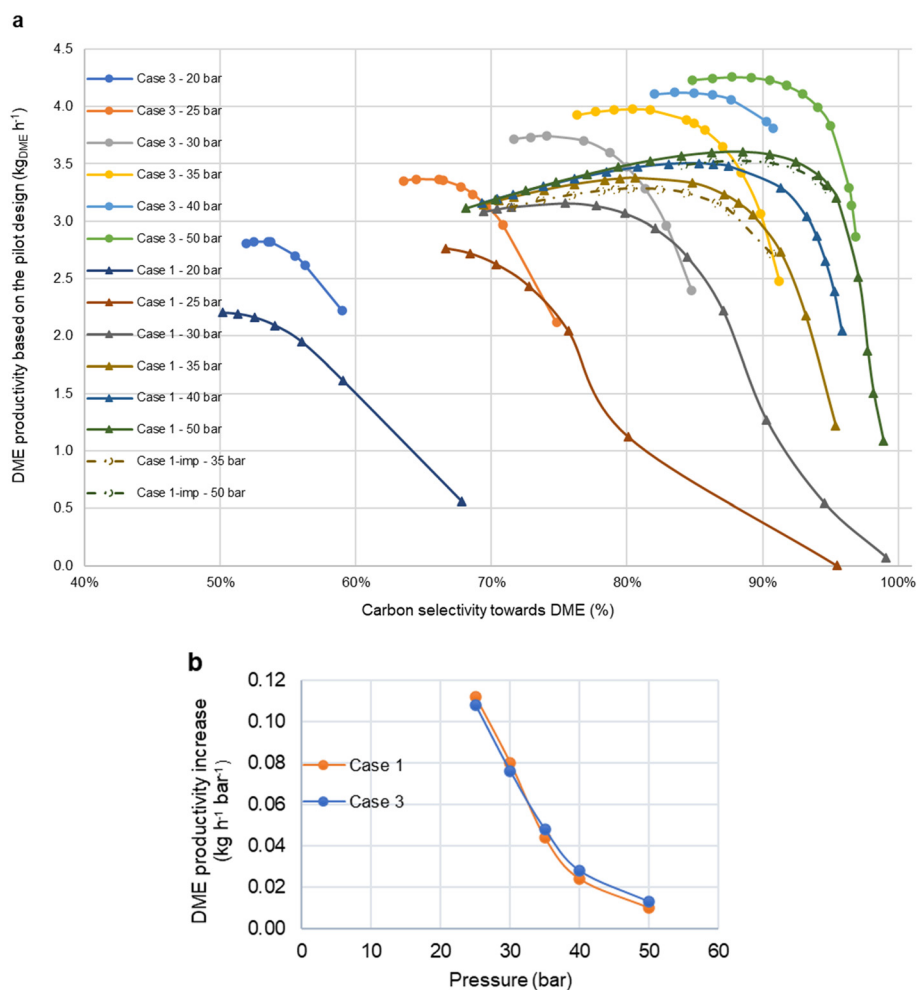 a
DME productivity based on the pilot design (kgDME h-1)
4.5
4.0
3.5
3.0
2.5
2.0
1.5
1.0
0.5
0.0
Case 3 - 20 bar
Case 3 - 25 bar
Case 3 - 30 bar
Case 3 - 35 bar
Case 3 - 40 bar
Case 3 - 50 bar
Case 1 - 20 bar
Case 1 - 25 bar
Case 1 - 30 bar
Case 1 - 35 bar
Case 1 - 40 bar
Case 1 - 50 bar
Case 1-imp - 35 bar
Case 1-imp - 50 bar
40% 50% 60% 70% 80% 90% 100%
Carbon selectivity towards DME (%)
b
DME productivity increase
(kg h-1 bar-1)
0.12
0.10
0.08
0.06
0.04
0.02
0.00
Case 1
Case 3
0 10 20 30 40 50 60
Pressure (bar)